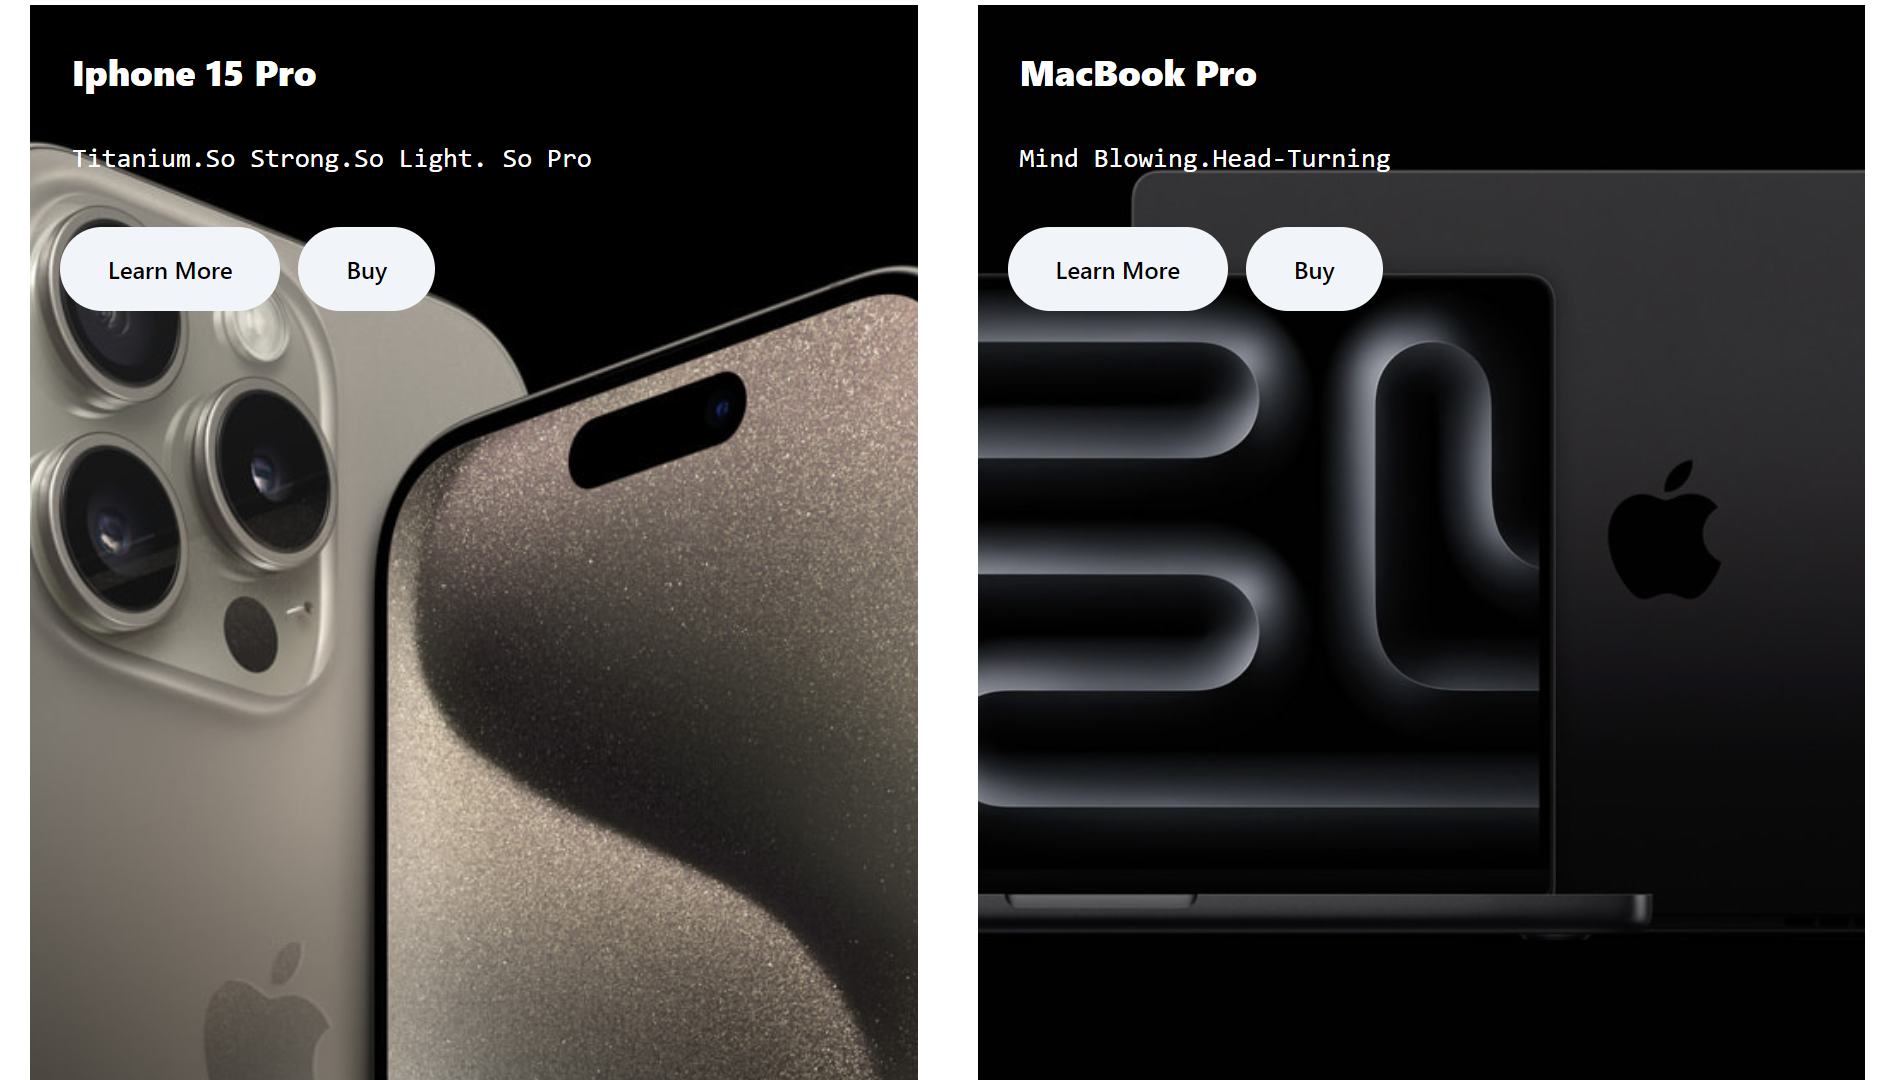 Iphone 15 Pro
Titanium.So Strong.So Light. So Pro
Learn More
Buy
MacBook Pro
Mind Blowing.Head-Turning
Learn More
Buy